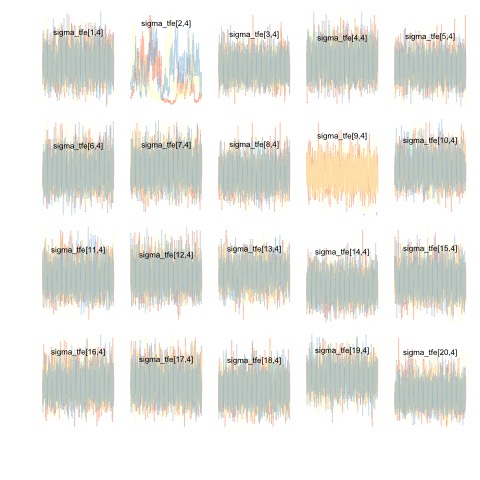 sigma_tfe[1,4]
sigma_tfe[2,4]
sigma_tfe[3,4]
sigma_tfe[4,4]
sigma_tfe[5,4]
sigma_tfe[6,4]
sigma_tfe[7,4]
sigma_tfe[8,4]
sigma_tfe[9,4]
sigma_tfe[10,4]
sigma_tfe[11,4]
sigma_tfe[12,4]
sigma_tfe[13,4]
sigma_tfe[14,4]
sigma_tfe[15,4]
sigma_tfe[16,4]
sigma_tfe[17,4]
sigma_tfe[18,4]
sigma_tfe[19,4]
sigma_tfe[20,4]